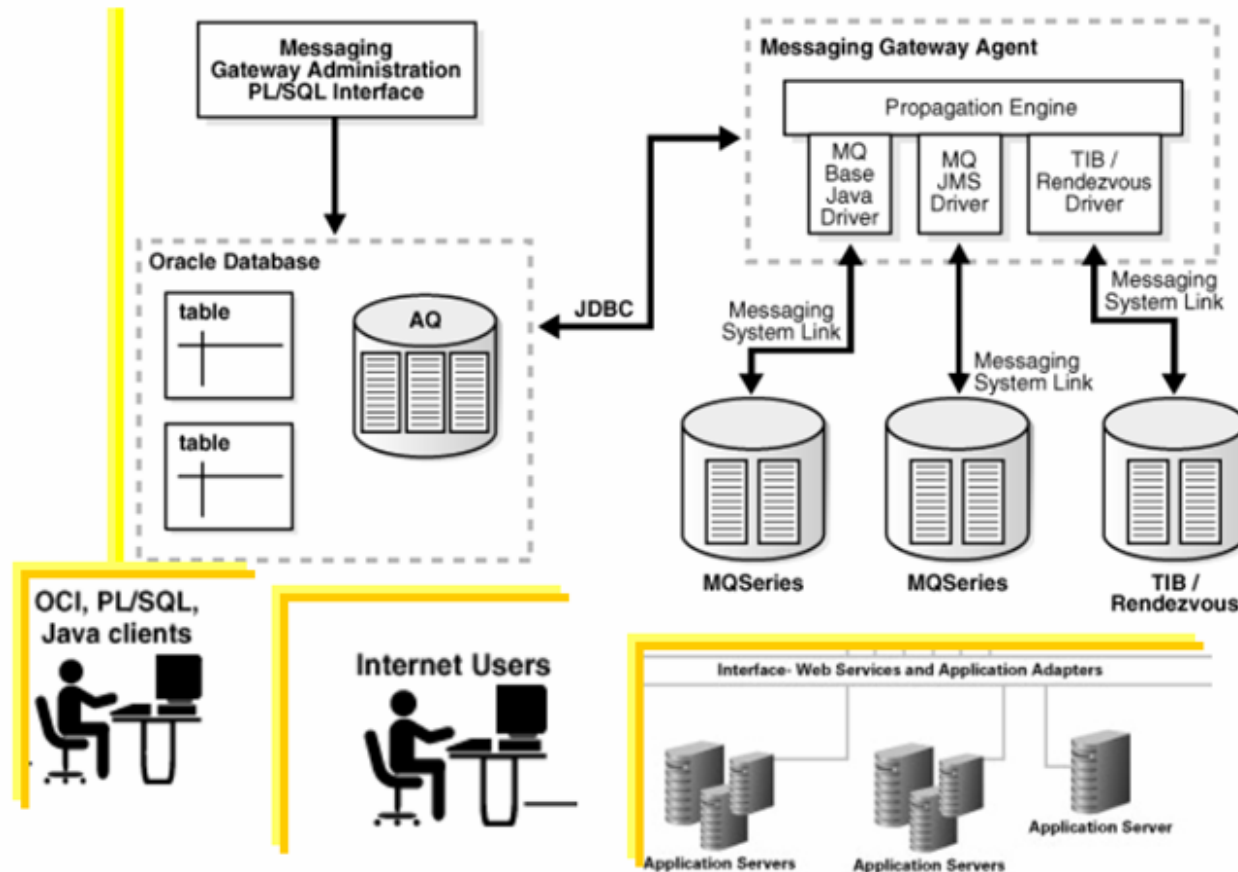 Messaging
Gateway Administration
PL/SQL Interface
Messaging Gateway Agent
Propagation Engine
MQ
Base
Java
Driver
MQ
JMS
Driver
TIB /
Rendezvous
Driver
Oracle Database
table
table
AQ
JDBC
Messaging
System Link
Messaging
System Link
Messaging
System Link
MQSeries
MQSeries
TIB /
Rendezvous
OCI, PL/SQL,
Java clients
Internet Users
Interface- Web Services and Application Adapters
Application Servers
Application Servers
Application Server